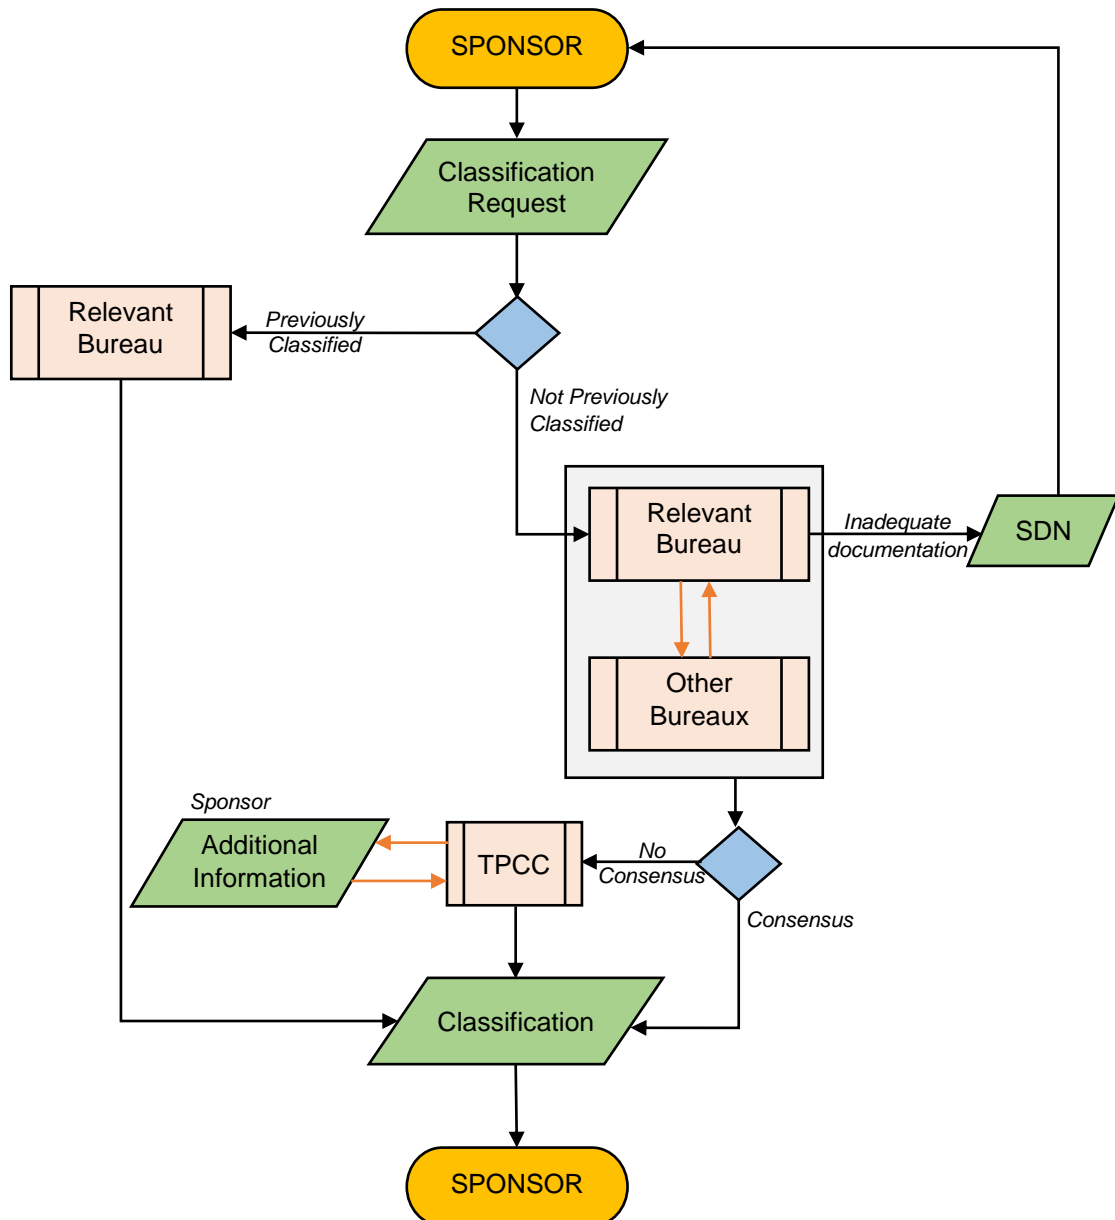 SPONSOR
Classification
Request
Relevant
Bureau
Previously
Classified
Not Previously
Classified
Relevant
Bureau
Inadequate
documentation
SDN
Other
Bureaux
Sponsor
Additional
Information
TPCC
No
Consensus
Consensus
Classification
SPONSOR